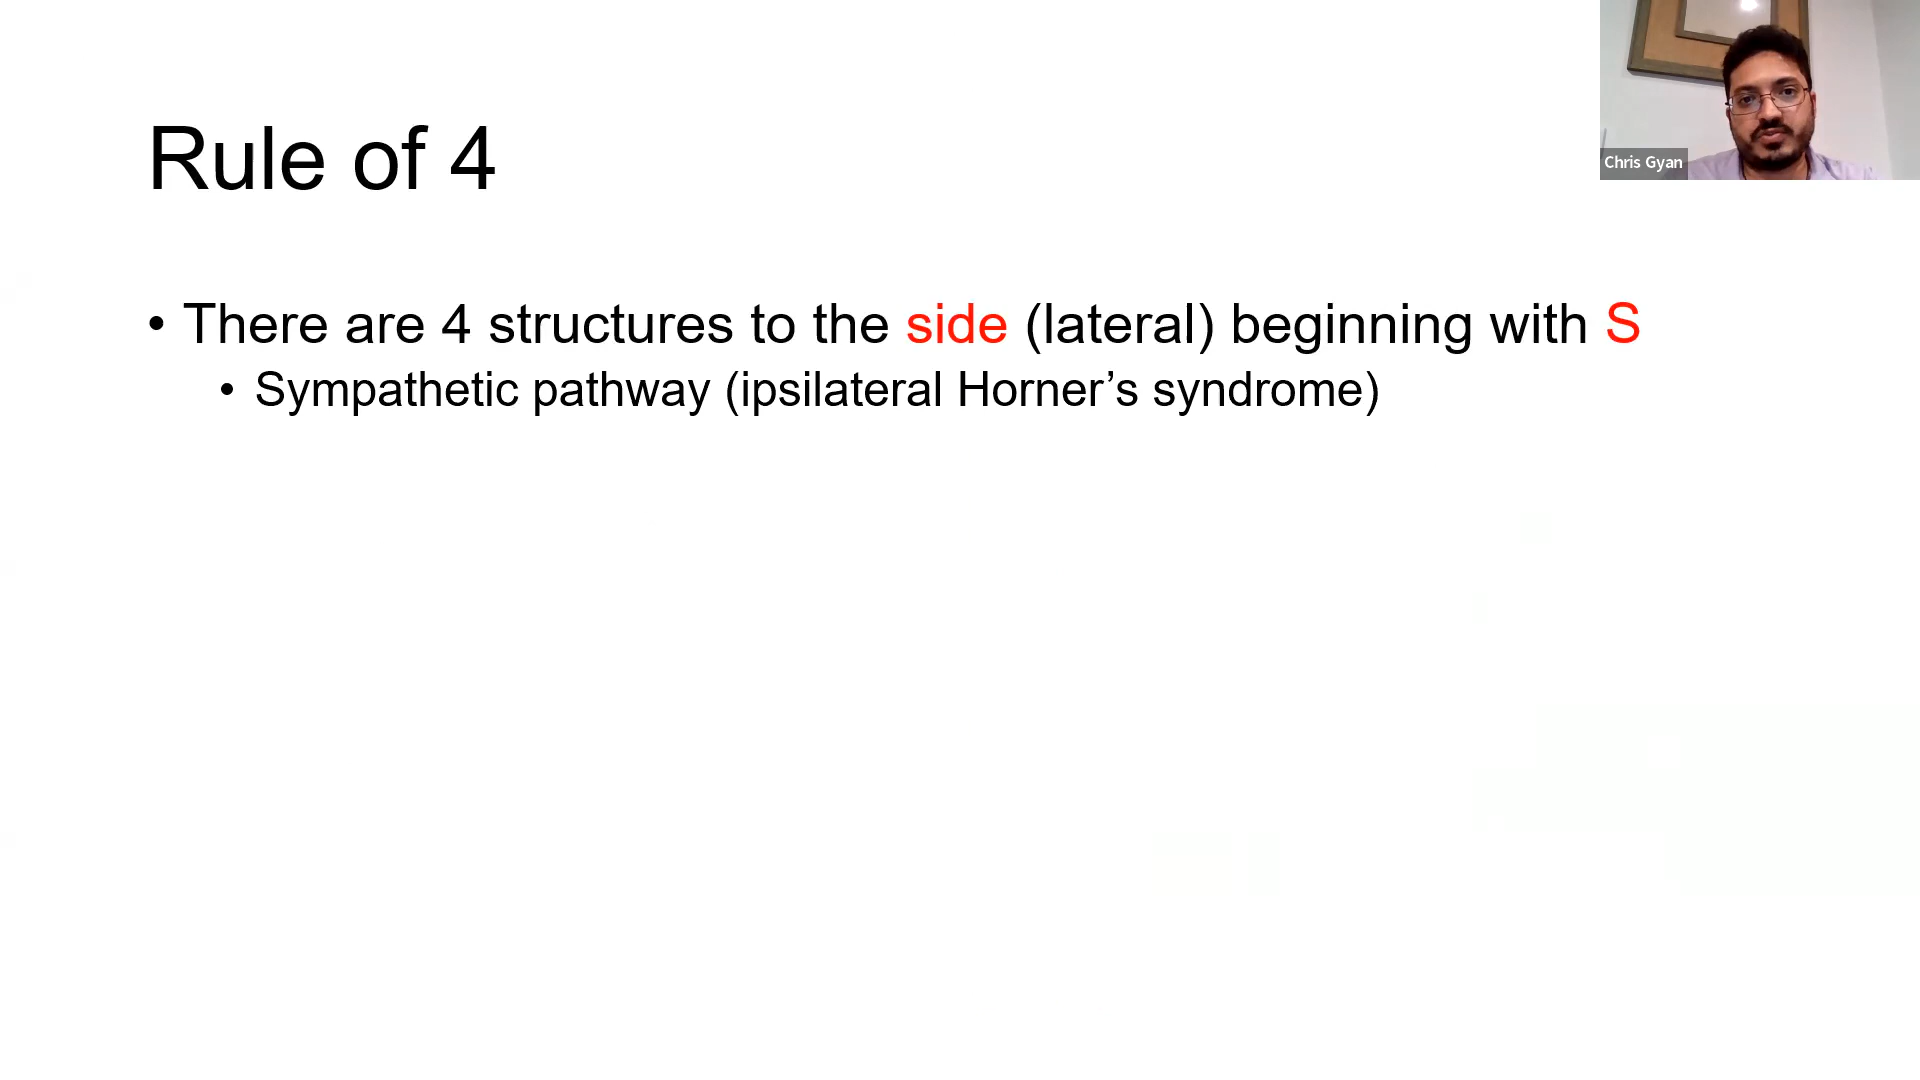 Rule of 4
• There are 4 structures to the side (lateral) beginning with S
• Sympathetic pathway (ipsilateral Horner’s syndrome)
Chris Gyan